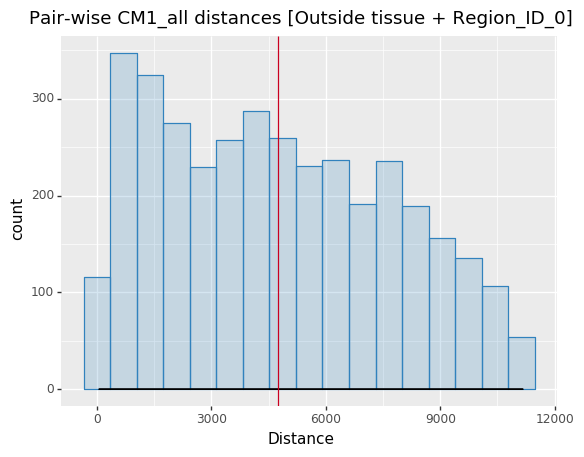 Pair-wise CM1_all distances [Outside tissue + Region_ID_0]
300
200
100
0
count
0 3000 6000 9000 12000
Distance